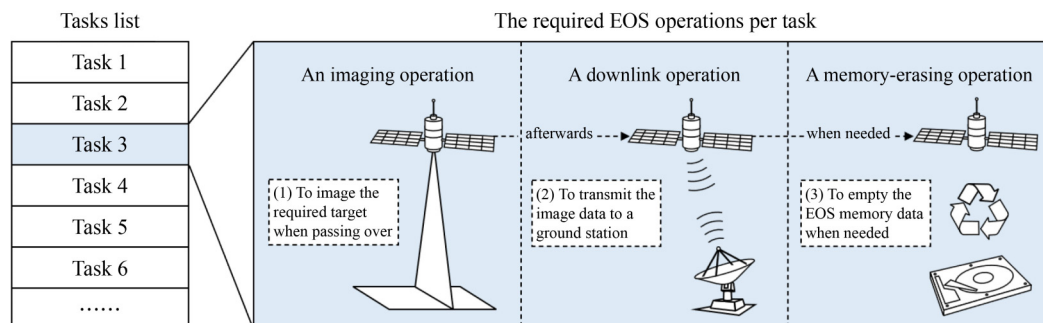 Tasks list
Task 1
Task 2
Task 3
Task 4
Task 5
Task 6
......
The required EOS operations per task
An imaging operation
A downlink operation
A memory-erasing operation
afterwards
when needed
(1) To image the
required target
when passing over
(2) To transmit the
image data to a
ground station
(3) To empty the
EOS memory data
when needed